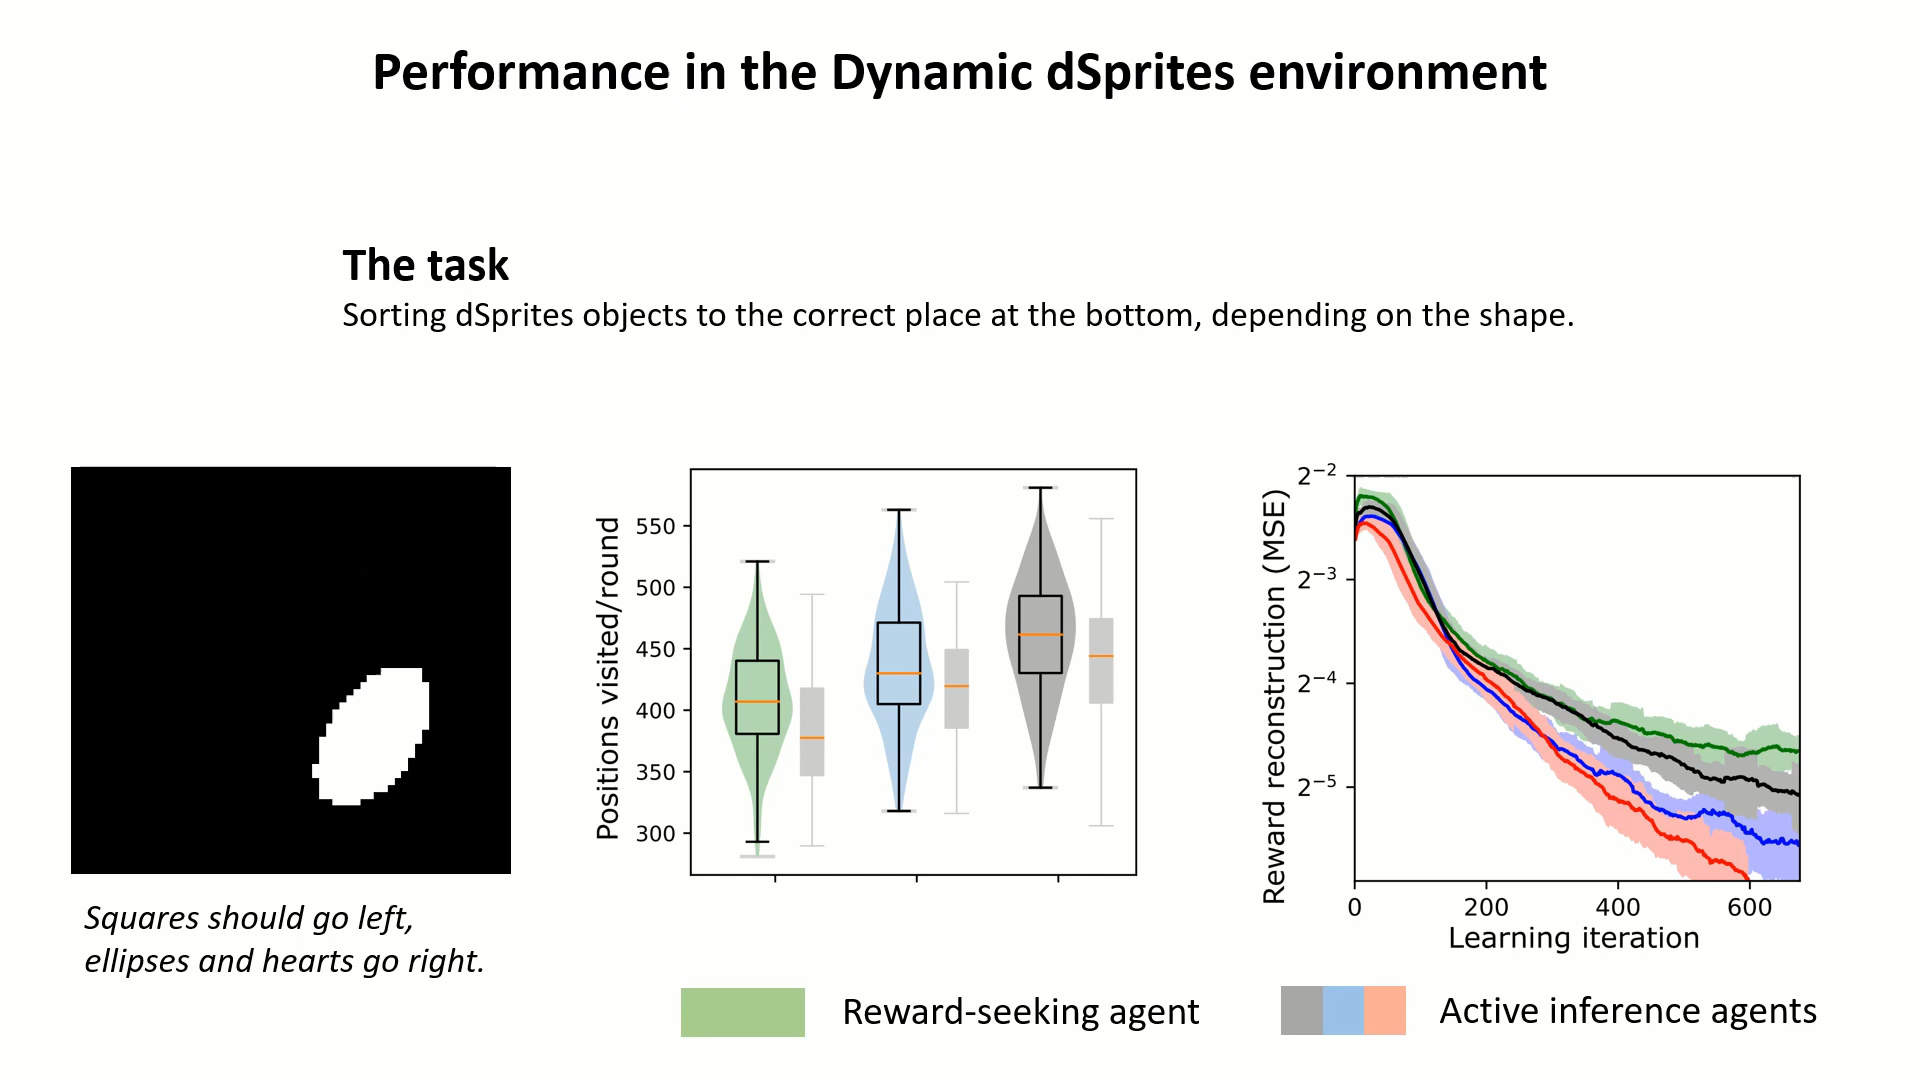 Performance in the Dynamic dSprites environment
The task
Sorting dSprites objects to the correct place at the bottom, depending on the shape.
Squares should go left,
ellipses and hearts go right.
Positions visited/round
550
500
450
400
350
300
Reward reconstruction (MSE)
2⁻²
2⁻³
2⁻⁴
2⁻⁵
0 200 400 600
Learning iteration
Reward-seeking agent
Active inference agents